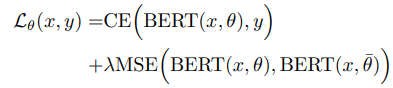 ℒ_θ(x, y) =CE(BERT(x, θ), y)
+λMSE(BERT(x, θ), BERT(x, θ̄))